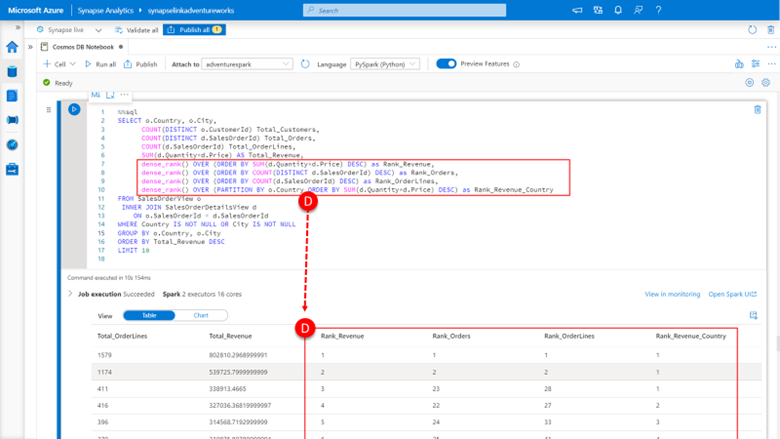 Microsoft Azure
Synapse Analytics
synapselinkadventureworks
Search
Synapse live
Validate all
Publish all 1
Cosmos DB Notebook
Cell
Run all
Publish
Attach to
adventurespark
Language
PySpark (Python)
Preview Features
Ready
M↓
1 %%sql
2 SELECT o.Country, o.City,
3 COUNT(DISTINCT o.CustomerId) Total_Customers,
4 COUNT(DISTINCT d.SalesOrderId) Total_Orders,
5 COUNT(d.SalesOrderId) Total_OrderLines,
6 SUM(d.Quantity*d.Price) AS Total_Revenue,
7 dense_rank() OVER (ORDER BY SUM(d.Quantity*d.Price) DESC) as Rank_Revenue,
8 dense_rank() OVER (ORDER BY COUNT(DISTINCT d.SalesOrderId) DESC) as Rank_Orders,
9 dense_rank() OVER (ORDER BY COUNT(d.SalesOrderId) DESC) as Rank_OrderLines,
10 dense_rank() OVER (PARTITION BY o.Country ORDER BY SUM(d.Quantity*d.Price) DESC) as Rank_Revenue_Country
11 FROM SalesOrderView o
12 INNER JOIN SalesOrderDetailsView d
13 ON o.SalesOrderId = d.SalesOrderId
14 WHERE Country IS NOT NULL OR City IS NOT NULL
15 GROUP BY o.Country, o.City
16 ORDER BY Total_Revenue DESC
17 LIMIT 10
18
D
Command executed in 10s 154ms
Job execution Succeeded Spark 2 executors 16 cores
View in monitoring
Open Spark UI
View
Table
Chart
D
Total_OrderLines Total_Revenue Rank_Revenue Rank_Orders Rank_OrderLines Rank_Revenue_Country
1579 802810.2968999991 1 1 1 1
1174 539725.7999999999 2 2 2 1
411 338913.4665 3 23 28 1
416 327036.36819999997 4 22 27 2
396 314568.7192999999 5 24 33 3